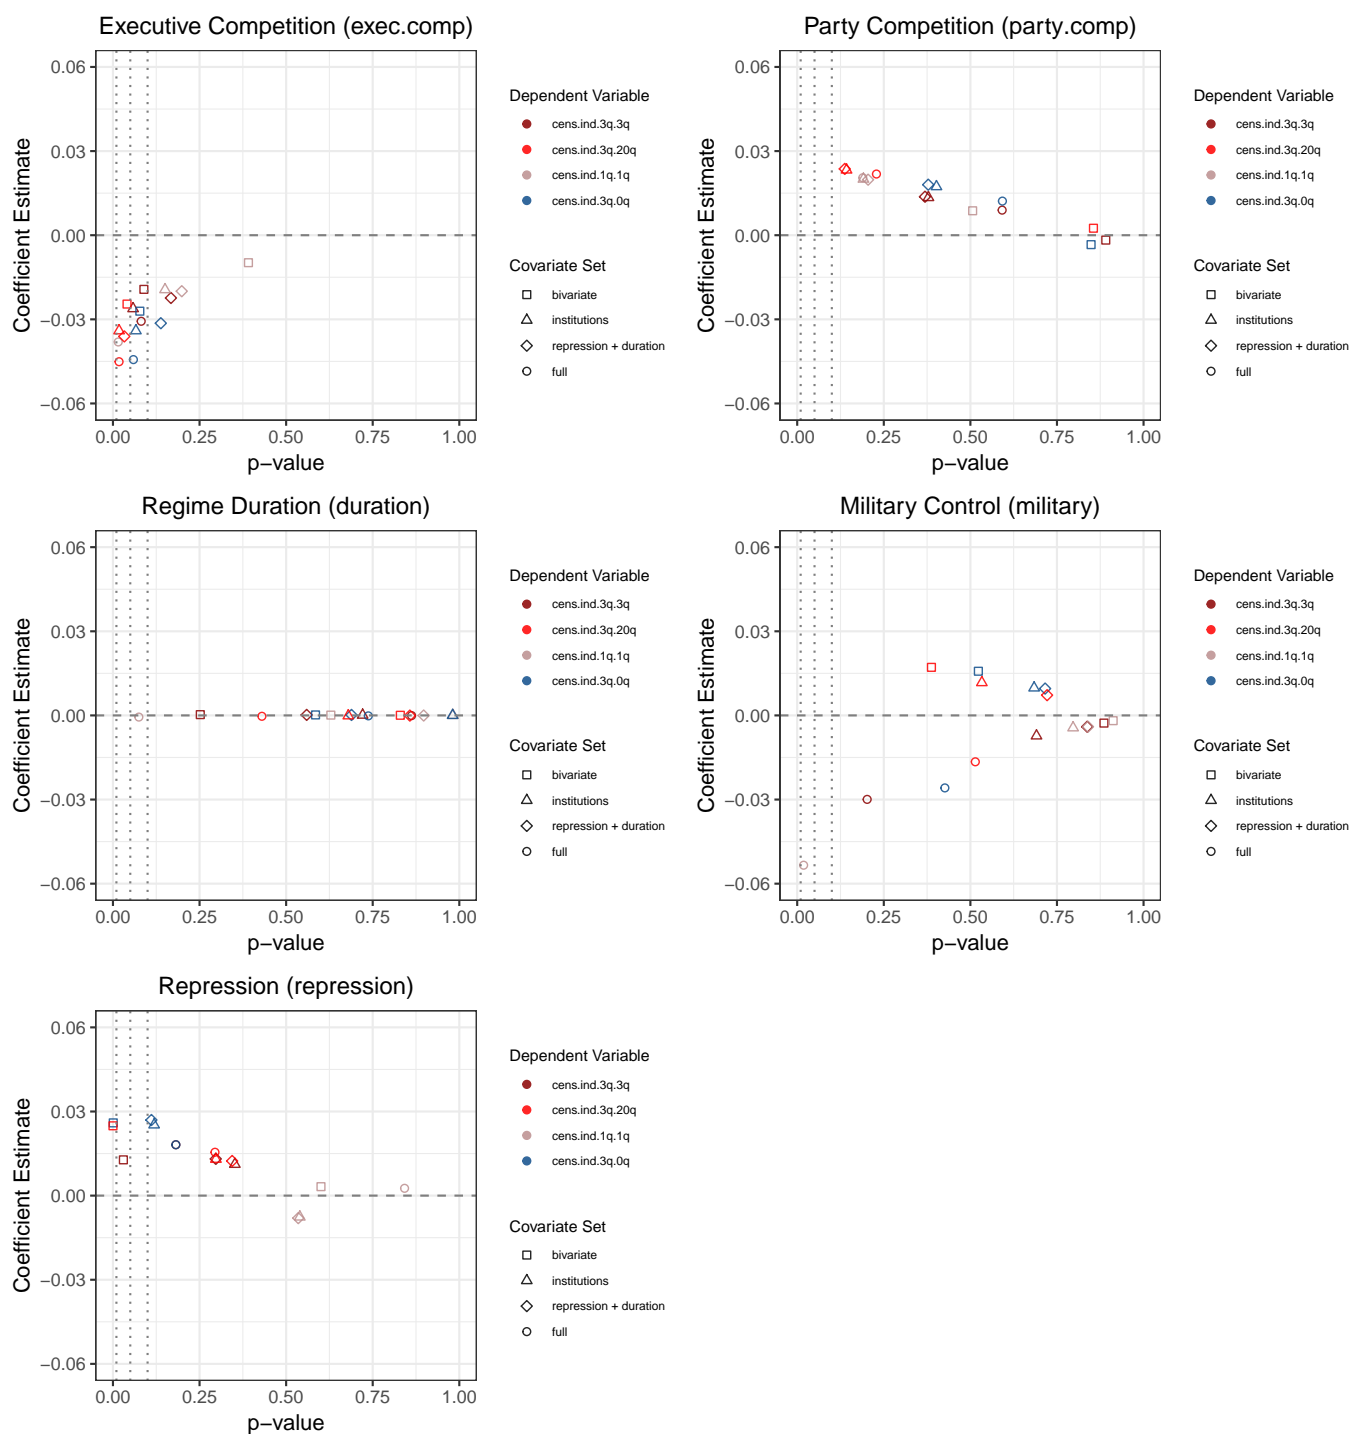 Executive Competition (exec.comp)
Coefficient Estimate
0.06
0.03
0.00
−0.03
−0.06
0.00 0.25 0.50 0.75 1.00
p−value
Dependent Variable
cens.ind.3q.3q
cens.ind.3q.20q
cens.ind.1q.1q
cens.ind.3q.0q
Covariate Set
bivariate
institutions
repression + duration
full
Party Competition (party.comp)
Coefficient Estimate
0.06
0.03
0.00
−0.03
−0.06
0.00 0.25 0.50 0.75 1.00
p−value
Dependent Variable
cens.ind.3q.3q
cens.ind.3q.20q
cens.ind.1q.1q
cens.ind.3q.0q
Covariate Set
bivariate
institutions
repression + duration
full
Regime Duration (duration)
Coefficient Estimate
0.06
0.03
0.00
−0.03
−0.06
0.00 0.25 0.50 0.75 1.00
p−value
Dependent Variable
cens.ind.3q.3q
cens.ind.3q.20q
cens.ind.1q.1q
cens.ind.3q.0q
Covariate Set
bivariate
institutions
repression + duration
full
Military Control (military)
Coefficient Estimate
0.06
0.03
0.00
−0.03
−0.06
0.00 0.25 0.50 0.75 1.00
p−value
Dependent Variable
cens.ind.3q.3q
cens.ind.3q.20q
cens.ind.1q.1q
cens.ind.3q.0q
Covariate Set
bivariate
institutions
repression + duration
full
Repression (repression)
Coefficient Estimate
0.06
0.03
0.00
−0.03
−0.06
0.00 0.25 0.50 0.75 1.00
p−value
Dependent Variable
cens.ind.3q.3q
cens.ind.3q.20q
cens.ind.1q.1q
cens.ind.3q.0q
Covariate Set
bivariate
institutions
repression + duration
full